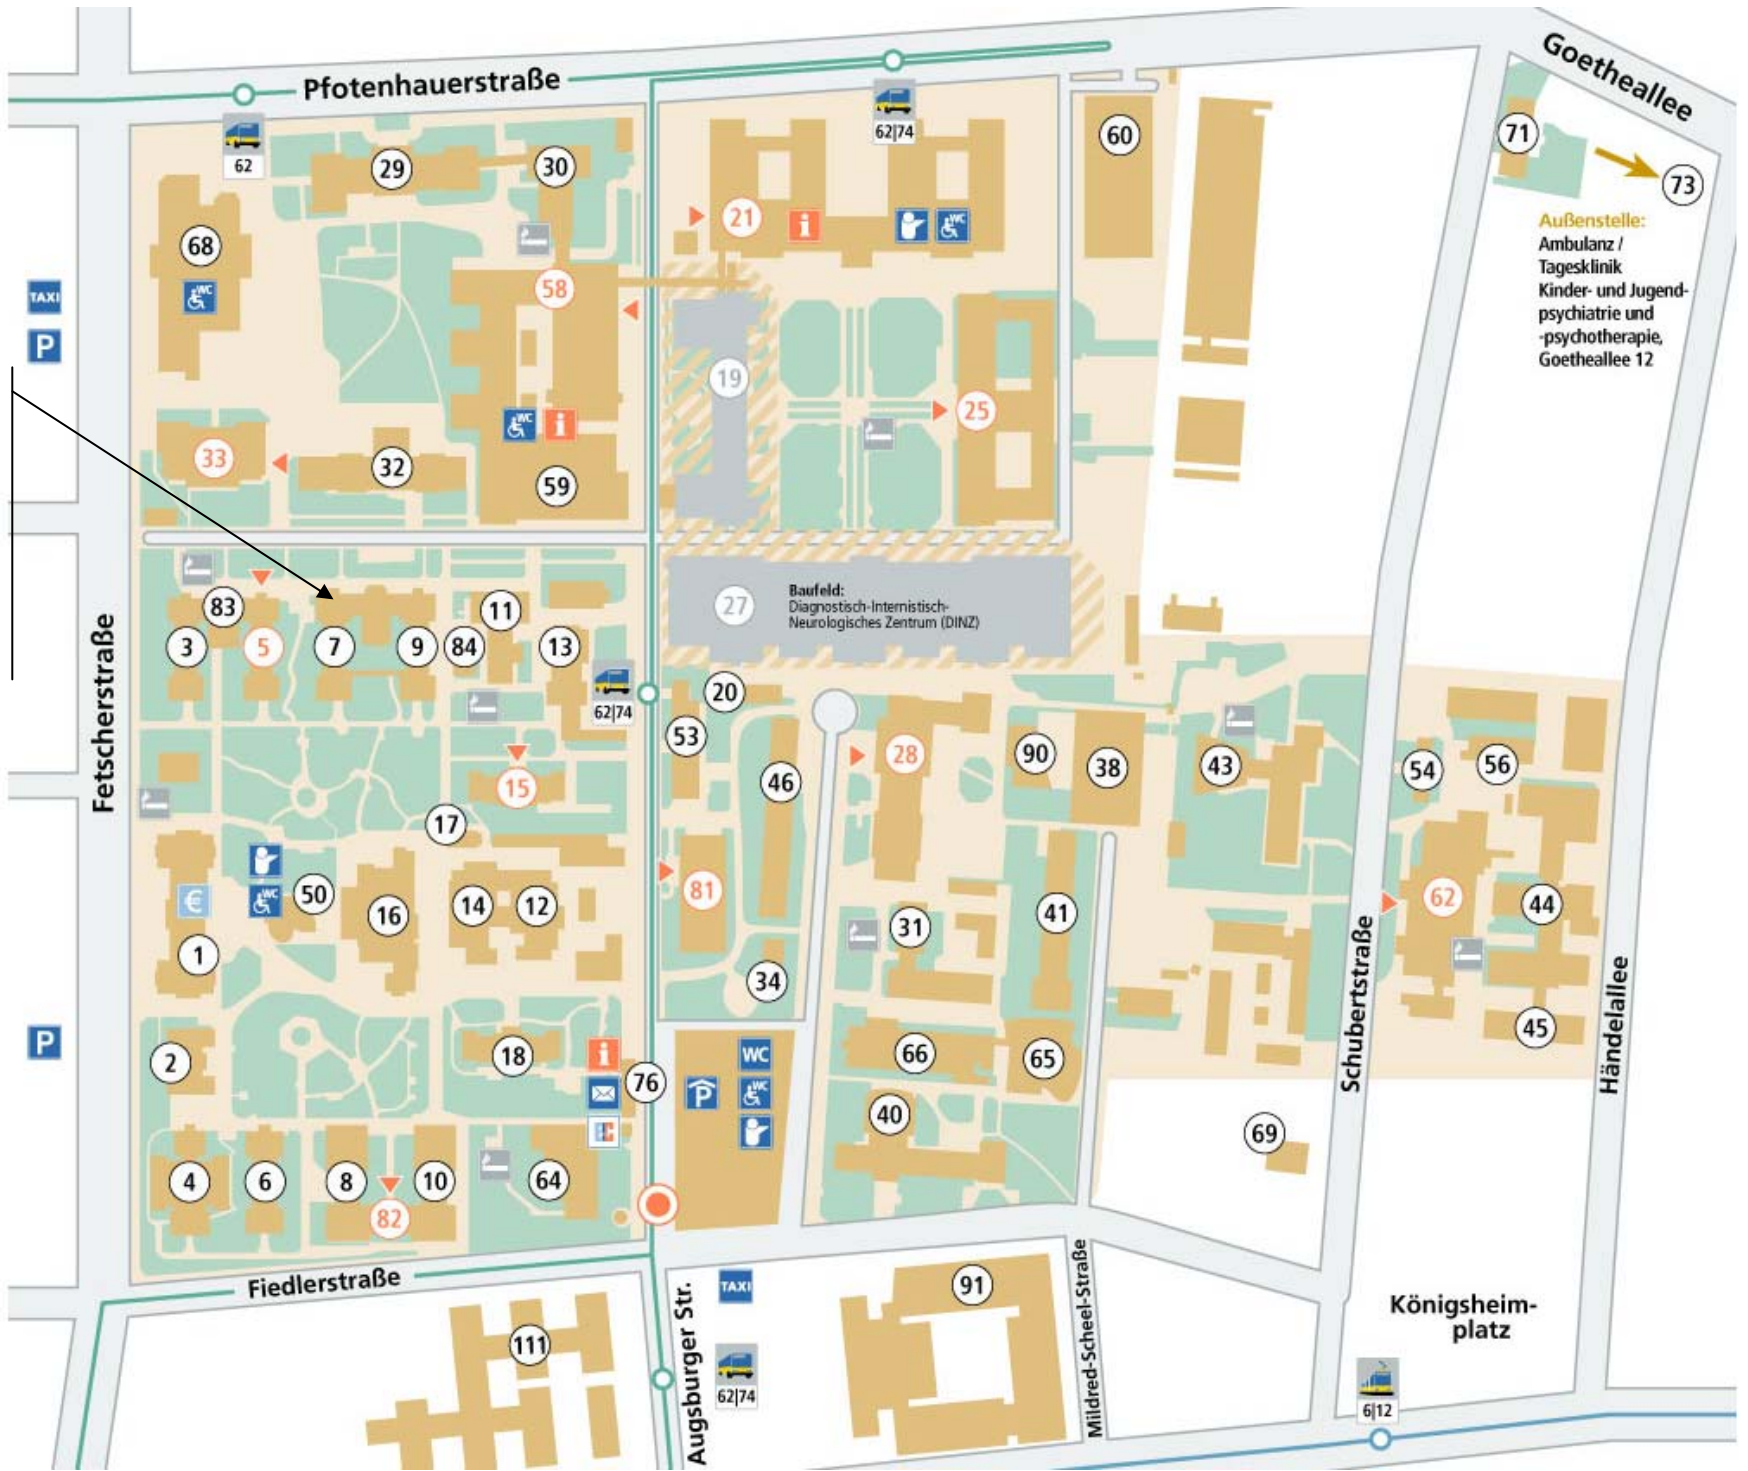 Goetheallee
Pfotenhauerstraße
62
62|74
29
30
60
71
73
21
i
WC
68
WC
58
TAXI
P
Außenstelle:
Ambulanz /
Tagesklinik
Kinder- und Jugend-
psychiatrie und
-psychotherapie,
Goetheallee 12
19
25
WC
i
33
32
59
83
11
27
Baufeld:
Diagnostisch-Internistisch-
Neurologisches Zentrum (DINZ)
3
5
7
9
84
13
Fetscherstraße
62|74
20
53
28
90
38
43
54
56
15
46
17
€
WC
50
16
14
12
81
31
41
62
44
1
34
Schubertstraße
Händelallee
45
P
2
18
i
76
WC
P
WC
66
65
40
69
4
6
8
10
82
64
Fiedlerstraße
TAXI
91
Augsburger Str.
Mildred-Scheel-Straße
Königsheim-
platz
111
62|74
6|12